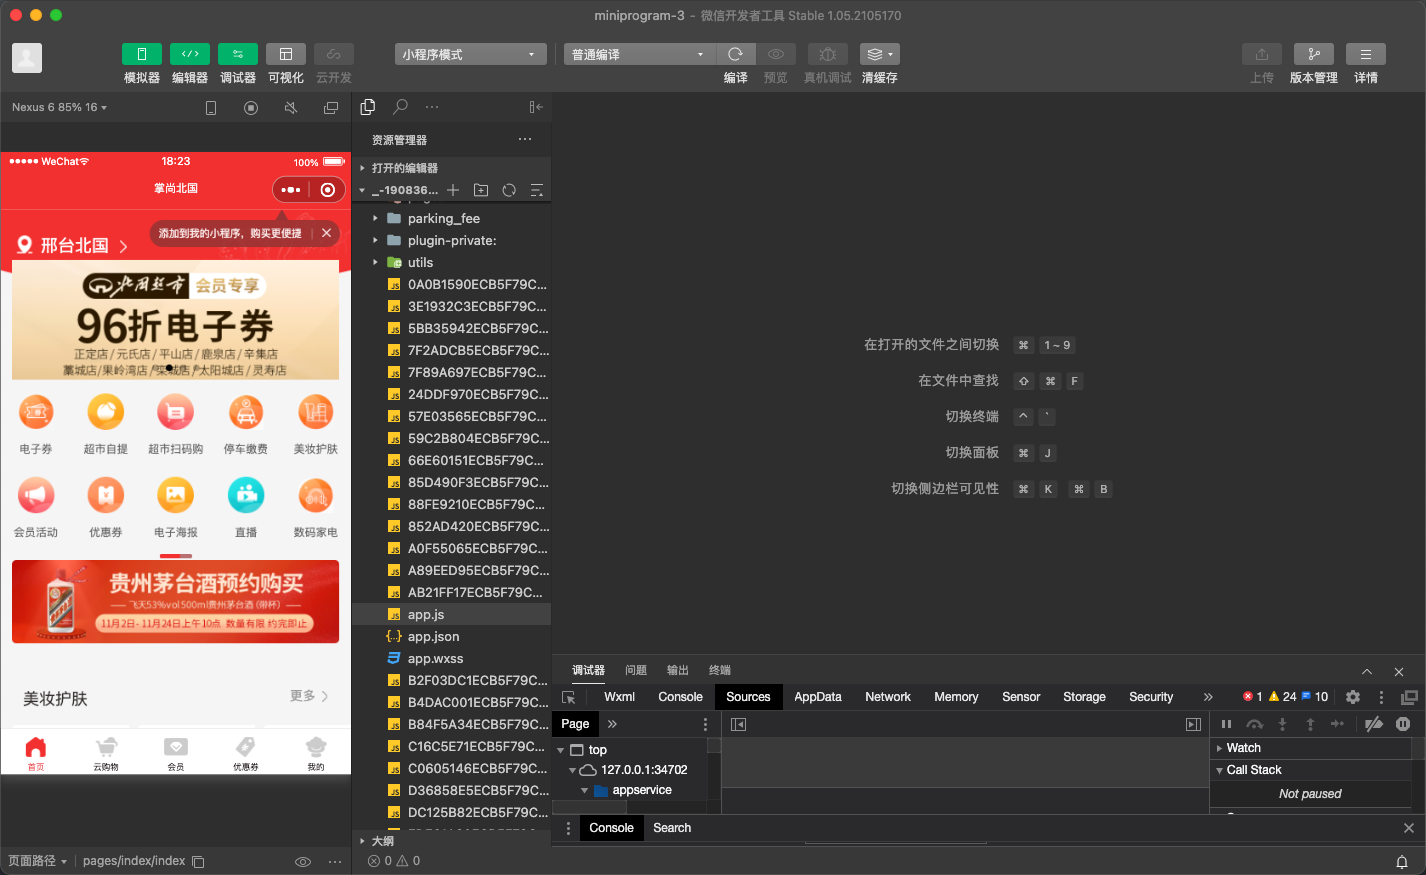 miniprogram-3 - 微信开发者工具 Stable 1.05.2105170
模拟器
编辑器
调试器
可视化
云开发
小程序模式
普通编译
编译
预览
真机调试
清缓存
上传
版本管理
详情
Nexus 6 85% 16
WeChat
18:23
100%
掌尚北国
添加到我的小程序，购买更便捷
邢台北国
北国超市
会员专享
96折电子券
正定店/元氏店/平山店/鹿泉店/辛集店
藁城店/果岭湾店/栾城店/太阳城店/灵寿店
电子券
超市自提
超市扫码购
停车缴费
美妆护肤
会员活动
优惠券
电子海报
直播
数码家电
贵州茅台酒预约购买
飞天53%vol500ml贵州茅台酒 (带杯)
11月2日- 11月24日上午10点 数量有限 约完即止
美妆护肤
更多
首页
云购物
会员
优惠券
我的
页面路径
pages/index/index
资源管理器
打开的编辑器
_-190836...
parking_fee
plugin-private:
utils
0A0B1590ECB5F79C...
3E1932C3ECB5F79C...
5BB35942ECB5F79C...
7F2ADCB5ECB5F79C...
7F89A697ECB5F79C...
24DDF970ECB5F79C...
57E03565ECB5F79C...
59C2B804ECB5F79C...
66E60151ECB5F79C...
85D490F3ECB5F79C...
88FE9210ECB5F79C...
852AD420ECB5F79C...
A0F55065ECB5F79C...
A89EED95ECB5F79C...
AB21FF17ECB5F79C...
app.js
app.json
app.wxss
B2F03DC1ECB5F79C...
B4DAC001ECB5F79C...
B84F5A34ECB5F79C...
C16C5E71ECB5F79C...
C0605146ECB5F79C...
D36858E5ECB5F79C...
DC125B82ECB5F79C...
大纲
0
0
在打开的文件之间切换 ⌘ 1 ~ 9
在文件中查找 ⇧ ⌘ F
切换终端 ^ `
切换面板 ⌘ J
切换侧边栏可见性 ⌘ K ⌘ B
调试器
问题
输出
终端
Wxml
Console
Sources
AppData
Network
Memory
Sensor
Storage
Security
1
24
10
Page
top
127.0.0.1:34702
appservice
Watch
Call Stack
Not paused
Console
Search